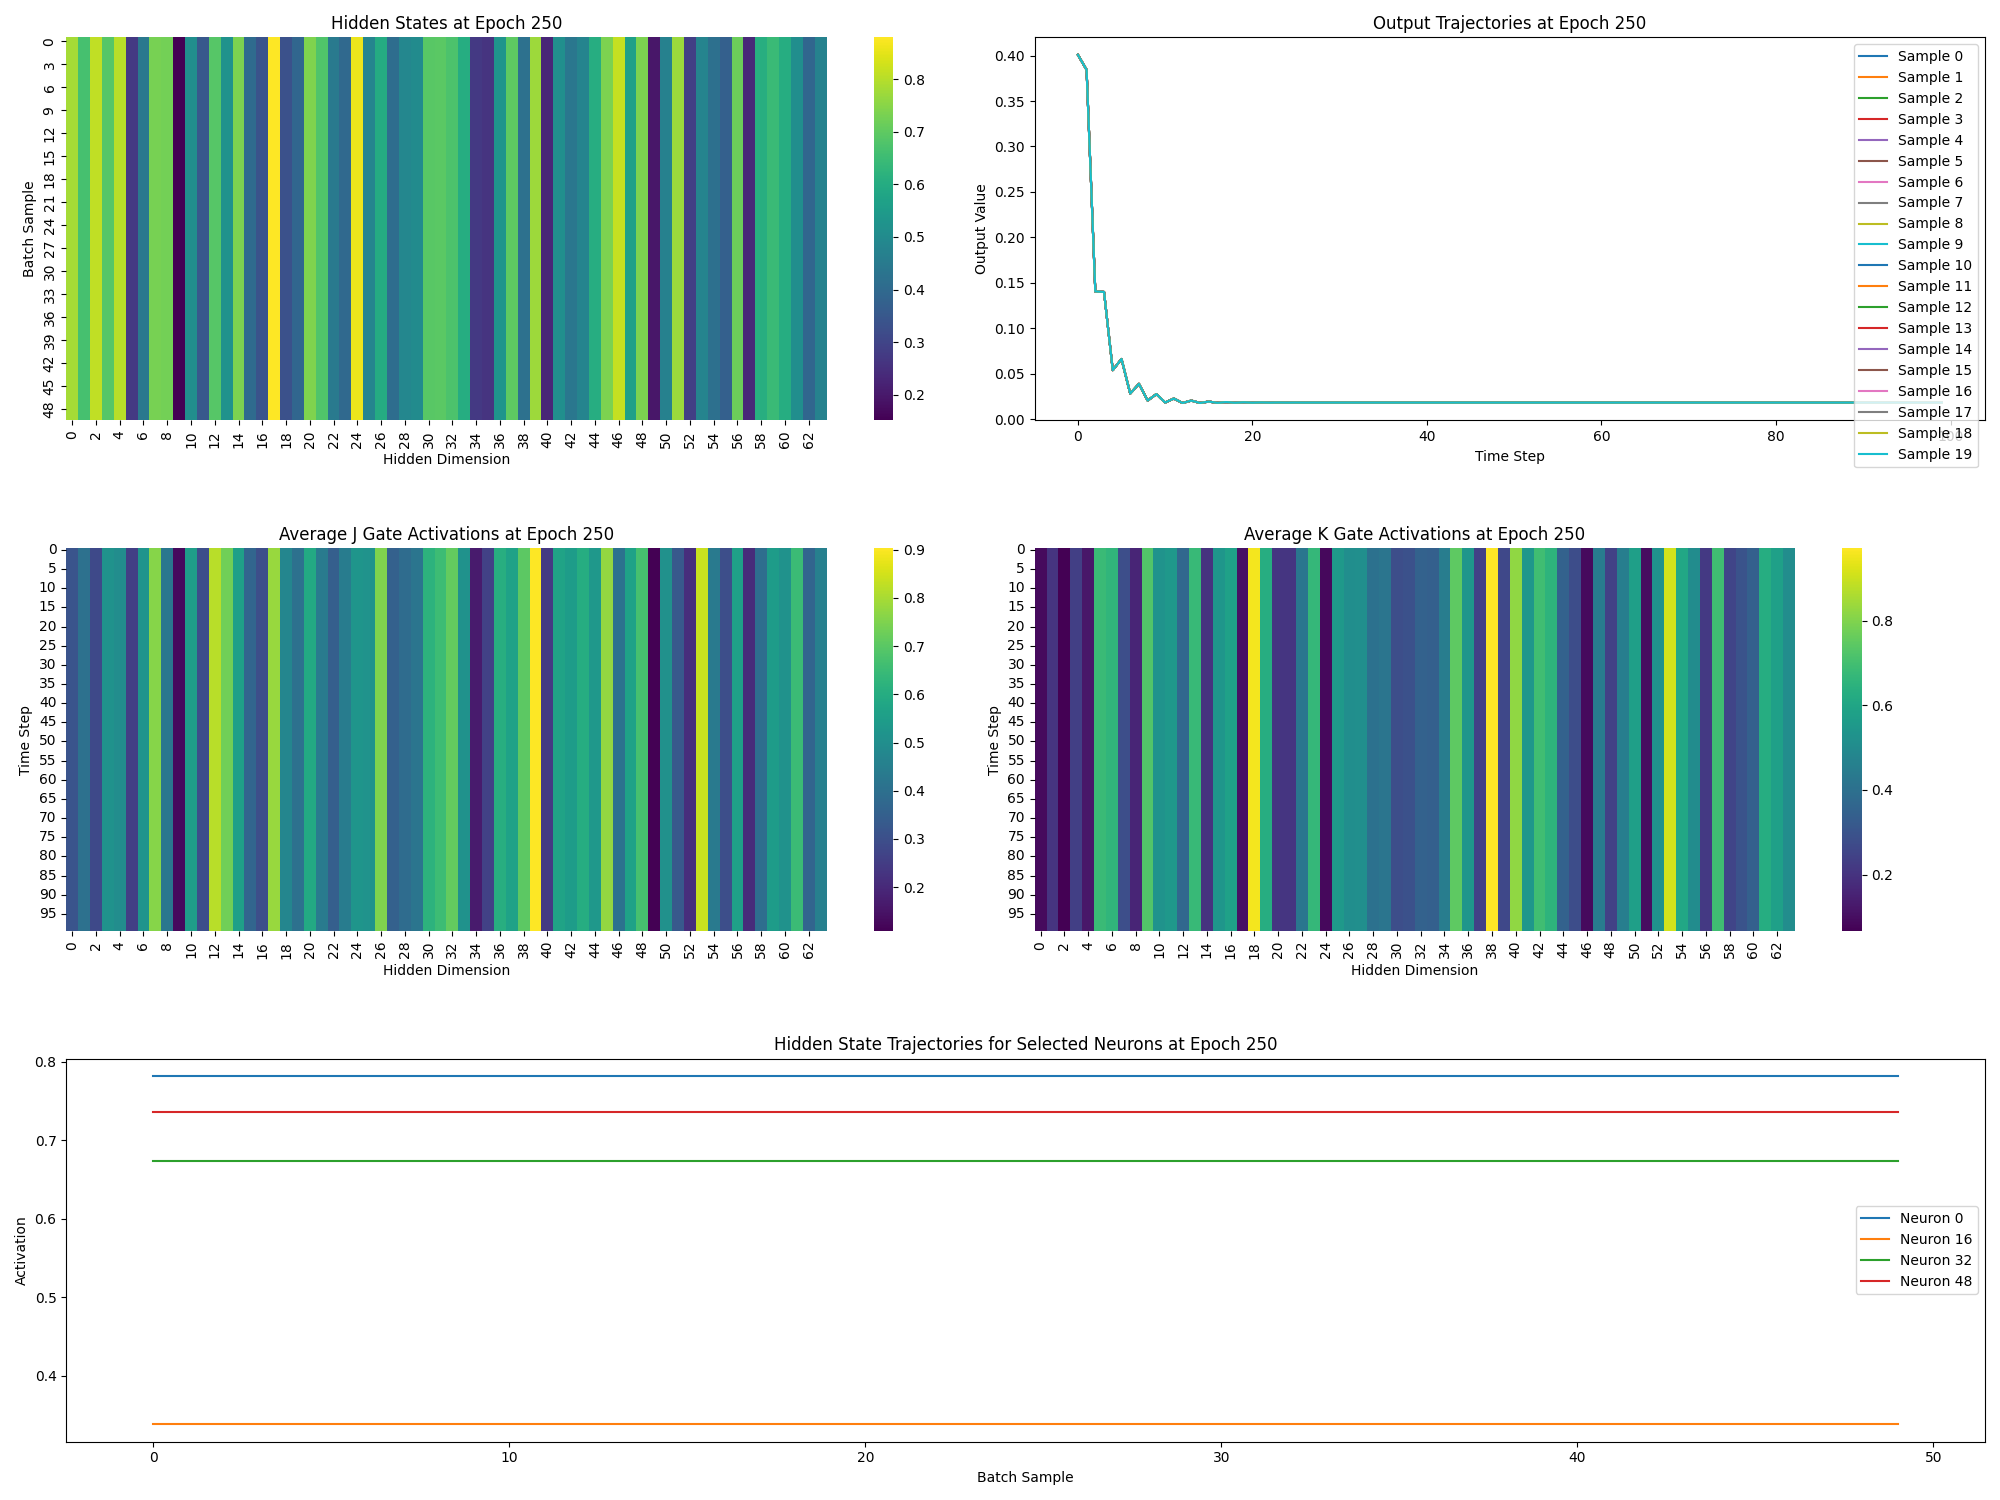 Hidden States at Epoch 250
0
3
6
9
12
15
18
21
24
27
30
33
36
39
42
45
48
Batch Sample
0 2 4 6 8 10 12 14 16 18 20 22 24 26 28 30 32 34 36 38 40 42 44 46 48 50 52 54 56 58 60 62
Hidden Dimension
0.8
0.7
0.6
0.5
0.4
0.3
0.2
Output Trajectories at Epoch 250
0.40
0.35
0.30
0.25
0.20
0.15
0.10
0.05
0.00
Output Value
0 20 40 60 80 100
Time Step
Sample 0
Sample 1
Sample 2
Sample 3
Sample 4
Sample 5
Sample 6
Sample 7
Sample 8
Sample 9
Sample 10
Sample 11
Sample 12
Sample 13
Sample 14
Sample 15
Sample 16
Sample 17
Sample 18
Sample 19
Average J Gate Activations at Epoch 250
0
5
10
15
20
25
30
35
40
45
50
55
60
65
70
75
80
85
90
95
Time Step
0 2 4 6 8 10 12 14 16 18 20 22 24 26 28 30 32 34 36 38 40 42 44 46 48 50 52 54 56 58 60 62
Hidden Dimension
0.9
0.8
0.7
0.6
0.5
0.4
0.3
0.2
Average K Gate Activations at Epoch 250
0
5
10
15
20
25
30
35
40
45
50
55
60
65
70
75
80
85
90
95
Time Step
0 2 4 6 8 10 12 14 16 18 20 22 24 26 28 30 32 34 36 38 40 42 44 46 48 50 52 54 56 58 60 62
Hidden Dimension
0.8
0.6
0.4
0.2
Hidden State Trajectories for Selected Neurons at Epoch 250
0.8
0.7
0.6
0.5
0.4
Activation
0 10 20 30 40 50
Batch Sample
Neuron 0
Neuron 16
Neuron 32
Neuron 48